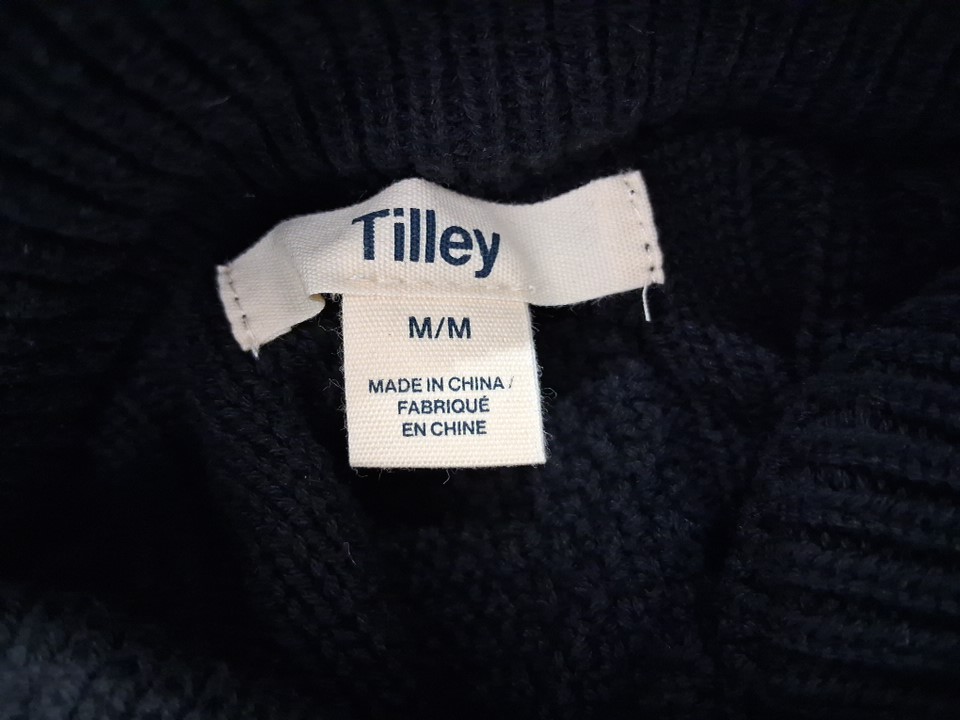 Tilley
M/M
MADE IN CHINA /
FABRIQUÉ
EN CHINE